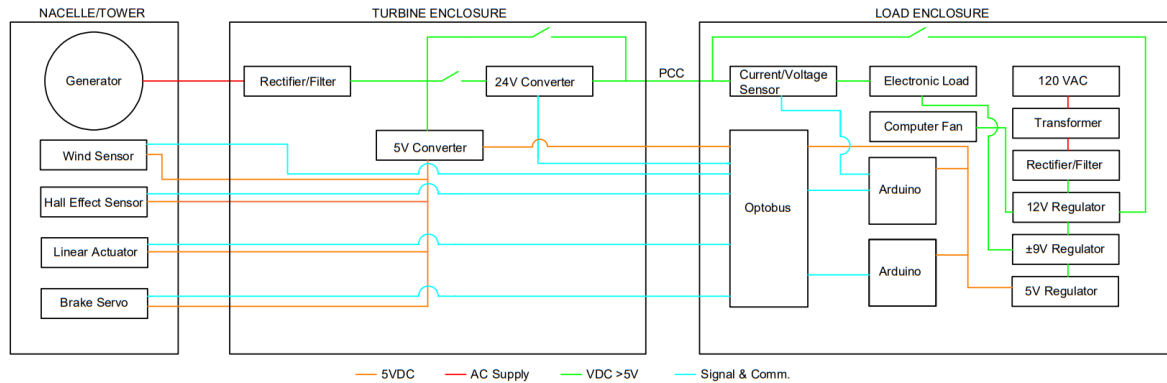 NACELLE/TOWER
TURBINE ENCLOSURE
LOAD ENCLOSURE
Generator
Rectifier/Filter
24V Converter
PCC
Current/Voltage
Sensor
Electronic Load
120 VAC
Computer Fan
Transformer
5V Converter
Wind Sensor
Rectifier/Filter
Arduino
Hall Effect Sensor
Optobus
12V Regulator
Linear Actuator
±9V Regulator
Arduino
Brake Servo
5V Regulator
5VDC
AC Supply
VDC >5V
Signal & Comm.